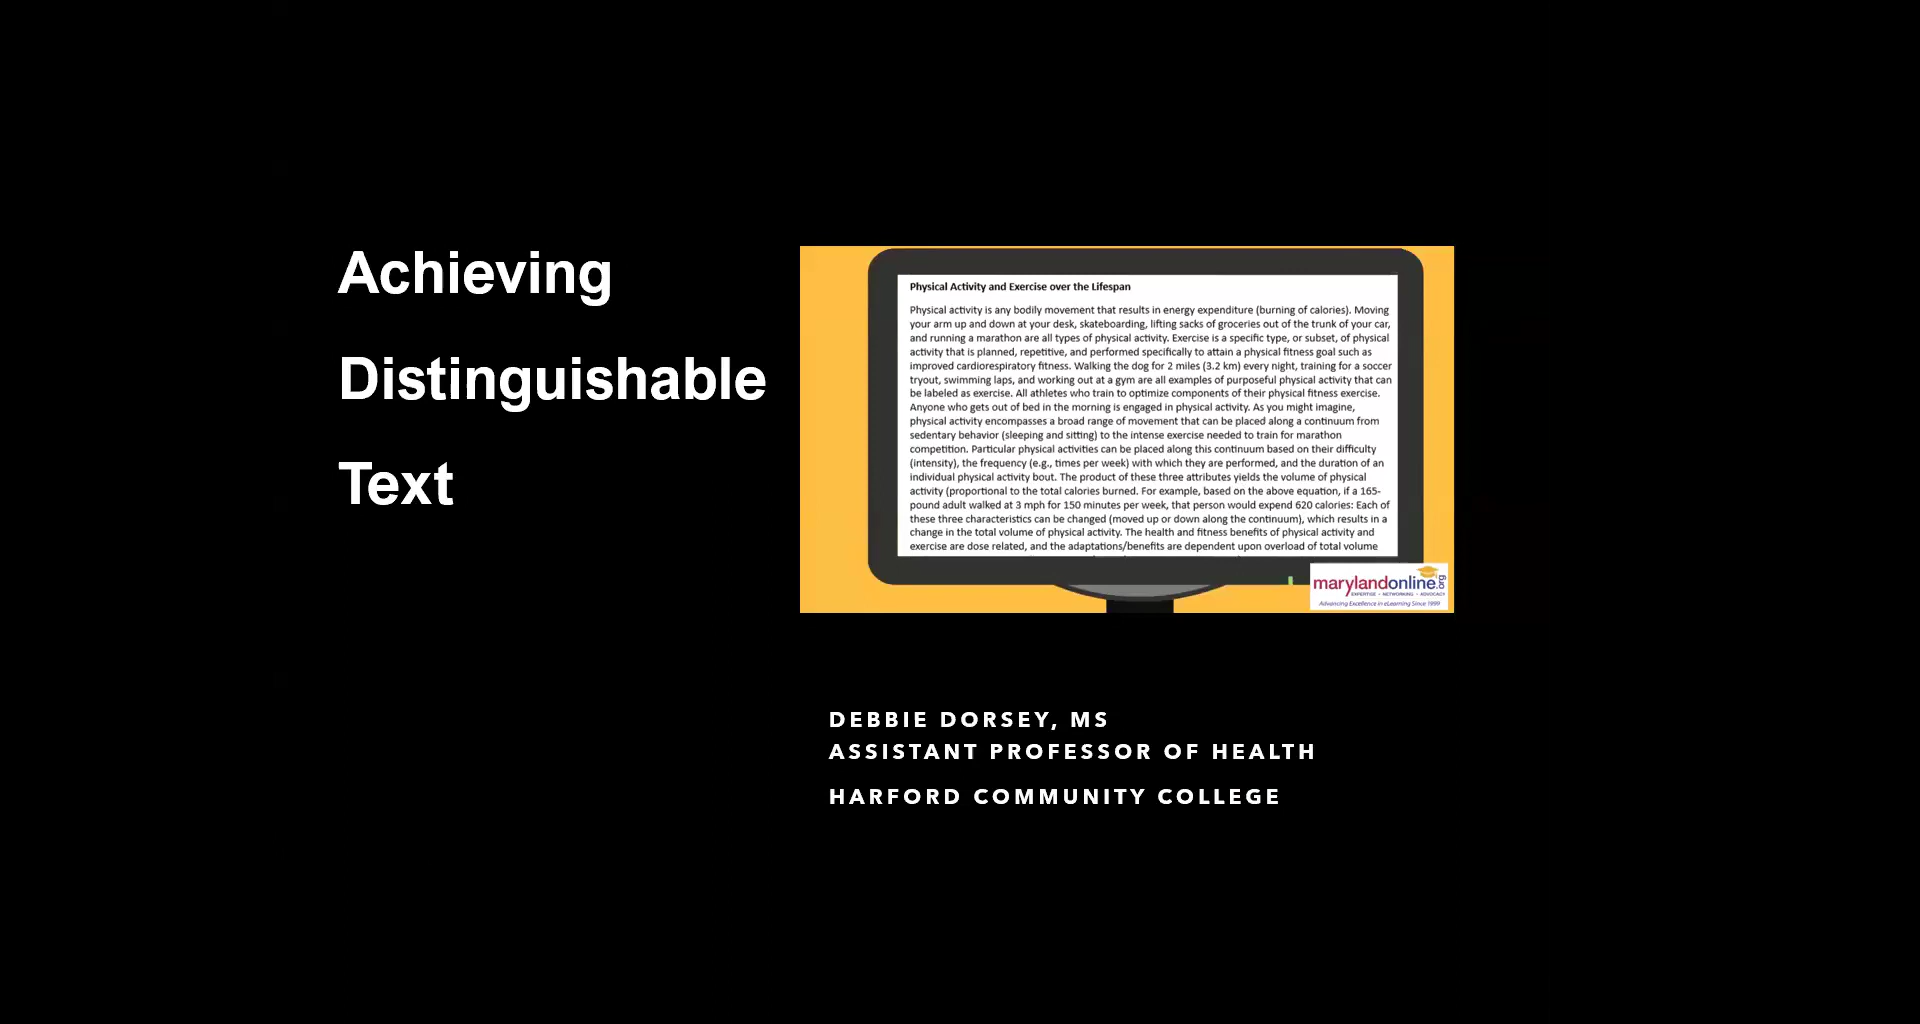 Achieving
Distinguishable
Text
Physical Activity and Exercise over the Lifespan
Physical activity is any bodily movement that results in energy expenditure (burning of calories). Moving
your arm up and down at your desk, skateboarding, lifting sacks of groceries out of the trunk of your car,
and running a marathon are all types of physical activity. Exercise is a specific type, or subset, of physical
activity that is planned, repetitive, and performed specifically to attain a physical fitness goal such as
improved cardiorespiratory fitness. Walking the dog for 2 miles (3.2 km) every night, training for a soccer
tryout, swimming laps, and working out at a gym are all examples of purposeful physical activity that can
be labeled as exercise. All athletes who train to optimize components of their physical fitness exercise.
Anyone who gets out of bed in the morning is engaged in physical activity. As you might imagine,
physical activity encompasses a broad range of movement that can be placed along a continuum from
sedentary behavior (sleeping and sitting) to the intense exercise needed to train for marathon
competition. Particular physical activities can be placed along this continuum based on their difficulty
(intensity), the frequency (e.g., times per week) with which they are performed, and the duration of an
individual physical activity bout. The product of these three attributes yields the volume of physical
activity (proportional to the total calories burned. For example, based on the above equation, if a 165-
pound adult walked at 3 mph for 150 minutes per week, that person would expend 620 calories: Each of
these three characteristics can be changed (moved up or down along the continuum), which results in a
change in the total volume of physical activity. The health and fitness benefits of physical activity and
exercise are dose related, and the adaptations/benefits are dependent upon overload of total volume
marylandonline.org
EXPERTISE • NETWORKING • ADVOCACY
Advancing Excellence in eLearning Since 1999
DEBBIE DORSEY, MS
ASSISTANT PROFESSOR OF HEALTH
HARFORD COMMUNITY COLLEGE